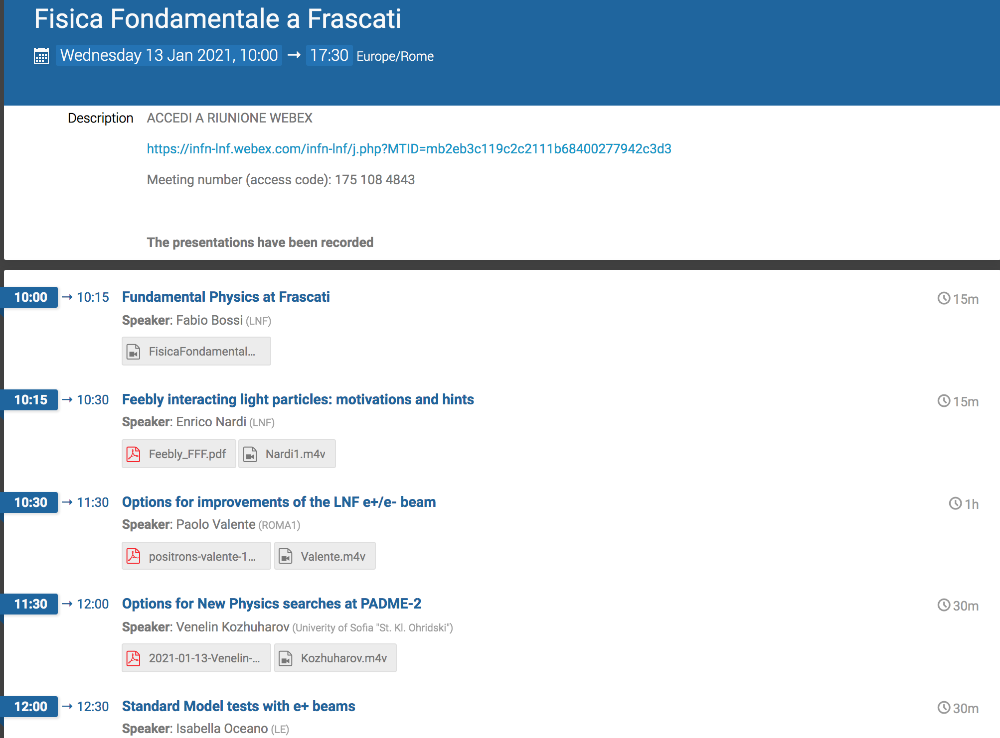 Fisica Fondamentale a Frascati
Wednesday 13 Jan 2021, 10:00 → 17:30 Europe/Rome
Description ACCEDI A RIUNIONE WEBEX
https://infn-lnf.webex.com/infn-lnf/j.php?MTID=mb2eb3c119c2c2111b68400277942c3d3
Meeting number (access code): 175 108 4843
The presentations have been recorded
10:00 → 10:15 Fundamental Physics at Frascati 15m
Speaker: Fabio Bossi (LNF)
FisicaFondamental...
10:15 → 10:30 Feebly interacting light particles: motivations and hints 15m
Speaker: Enrico Nardi (LNF)
Feebly_FFF.pdf Nardi1.m4v
10:30 → 11:30 Options for improvements of the LNF e+/e- beam 1h
Speaker: Paolo Valente (ROMA1)
positrons-valente-1... Valente.m4v
11:30 → 12:00 Options for New Physics searches at PADME-2 30m
Speaker: Venelin Kozhuharov (Univerity of Sofia "St. Kl. Ohridski")
2021-01-13-Venelin-... Kozhuharov.m4v
12:00 → 12:30 Standard Model tests with e+ beams 30m
Speaker: Isabella Oceano (LE)